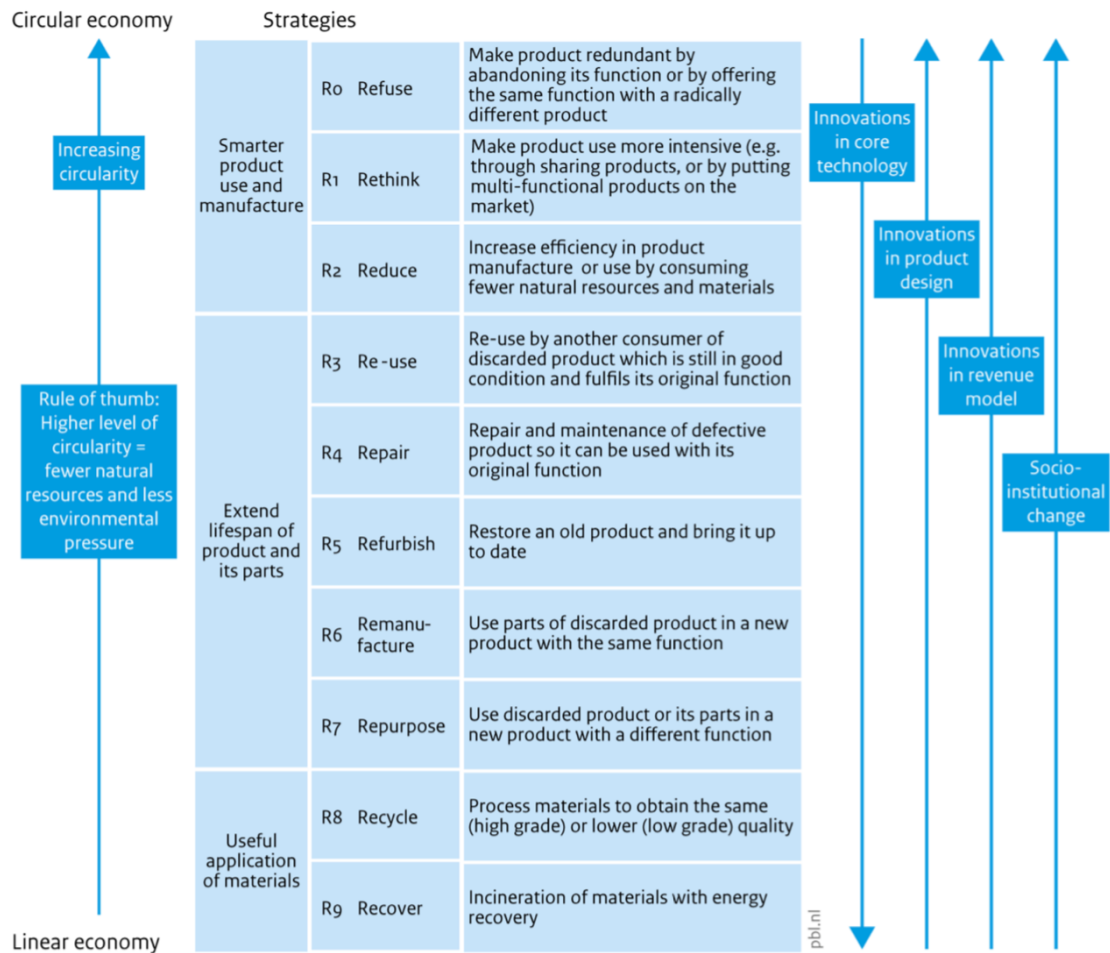 Circular economy
Strategies
Increasing
circularity
Rule of thumb:
Higher level of
circularity =
fewer natural
resources and less
environmental
pressure
Linear economy
Smarter
product
use and
manufacture
R0 Refuse
Make product redundant by
abandoning its function or by offering
the same function with a radically
different product
R1 Rethink
Make product use more intensive (e.g.
through sharing products, or by putting
multi-functional products on the
market)
R2 Reduce
Increase efficiency in product
manufacture or use by consuming
fewer natural resources and materials
Extend
lifespan of
product and
its parts
R3 Re-use
Re-use by another consumer of
discarded product which is still in good
condition and fulfils its original function
R4 Repair
Repair and maintenance of defective
product so it can be used with its
original function
R5 Refurbish
Restore an old product and bring it up
to date
R6 Remanu-
facture
Use parts of discarded product in a new
product with the same function
R7 Repurpose
Use discarded product or its parts in a
new product with a different function
Useful
application
of materials
R8 Recycle
Process materials to obtain the same
(high grade) or lower (low grade) quality
R9 Recover
Incineration of materials with energy
recovery
pbl.nl
Innovations
in core
technology
Innovations
in product
design
Innovations
in revenue
model
Socio-
institutional
change